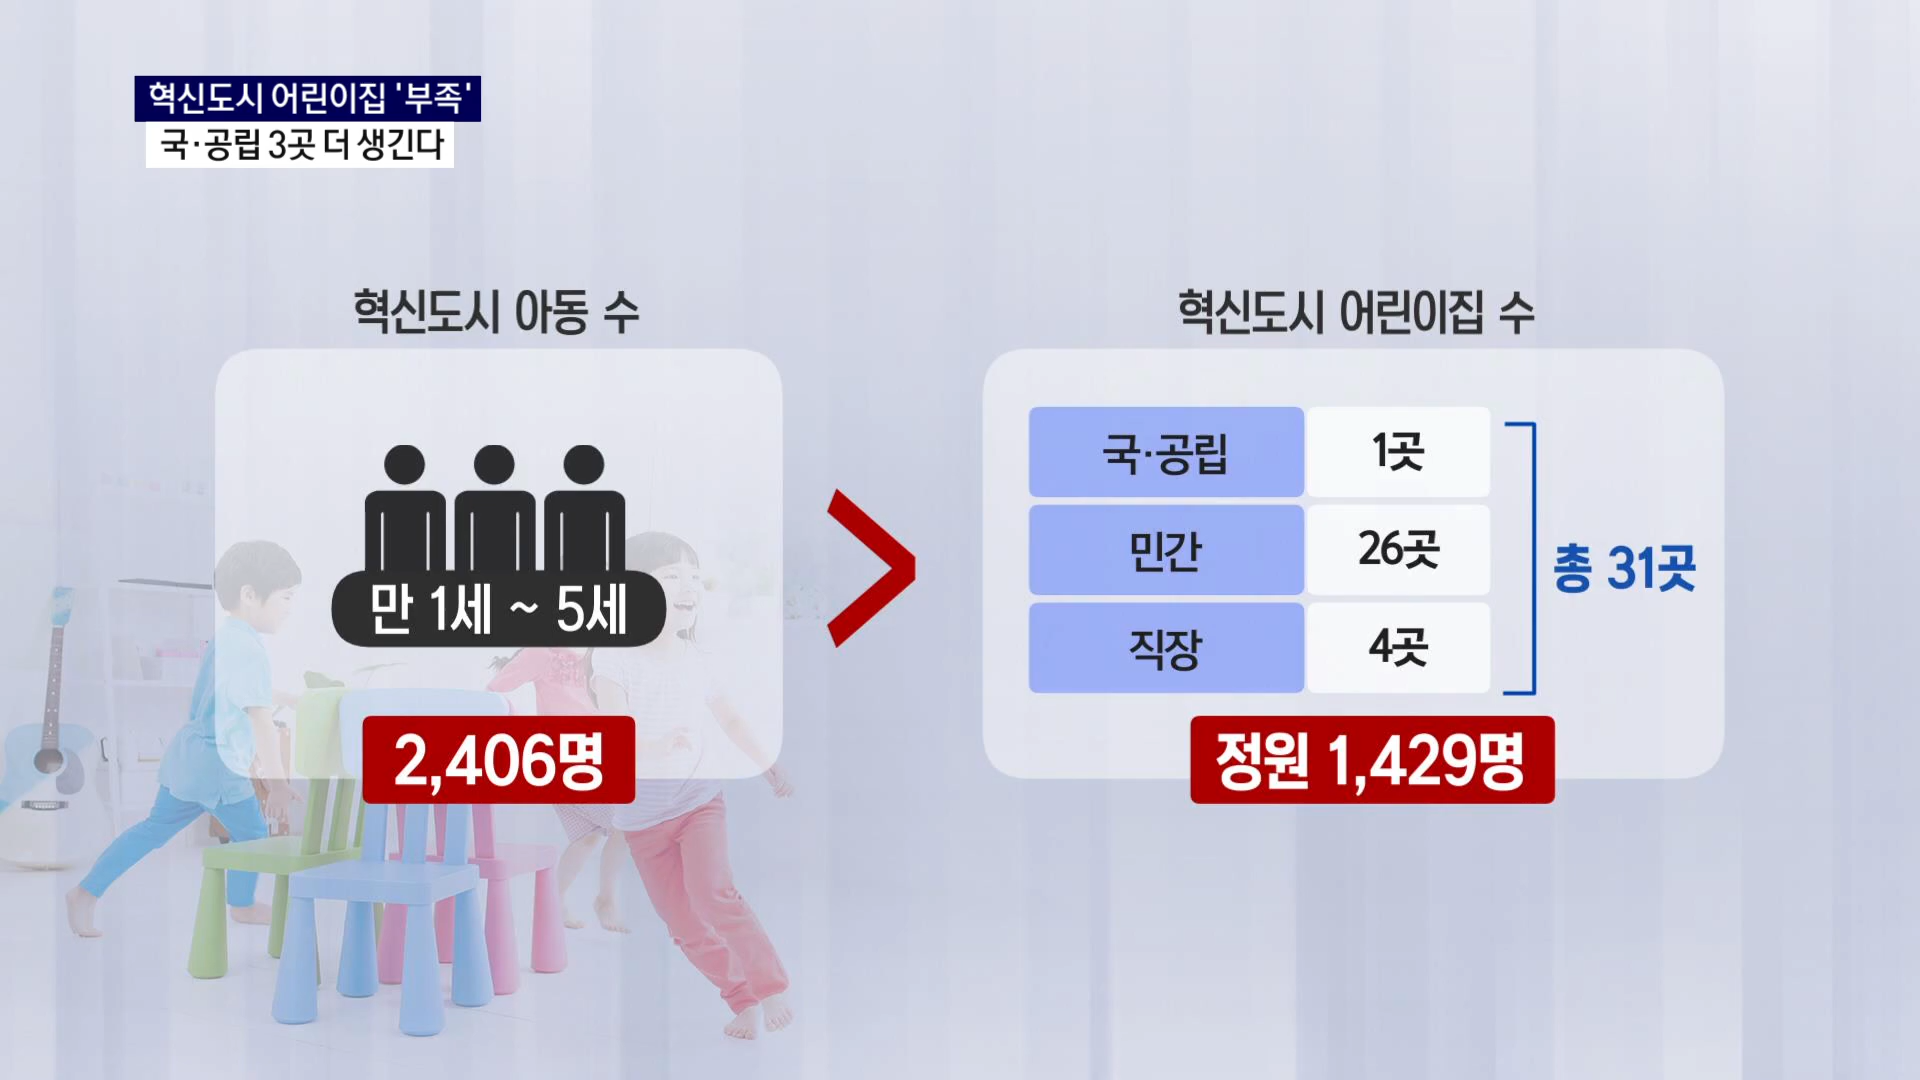 혁신도시 어린이집 '부족'
국·공립 3곳 더 생긴다
혁신도시 아동 수
만 1세 ~ 5세
2,406명
>
혁신도시 어린이집 수
국·공립 1곳
민간 26곳
직장 4곳
총 31곳
정원 1,429명